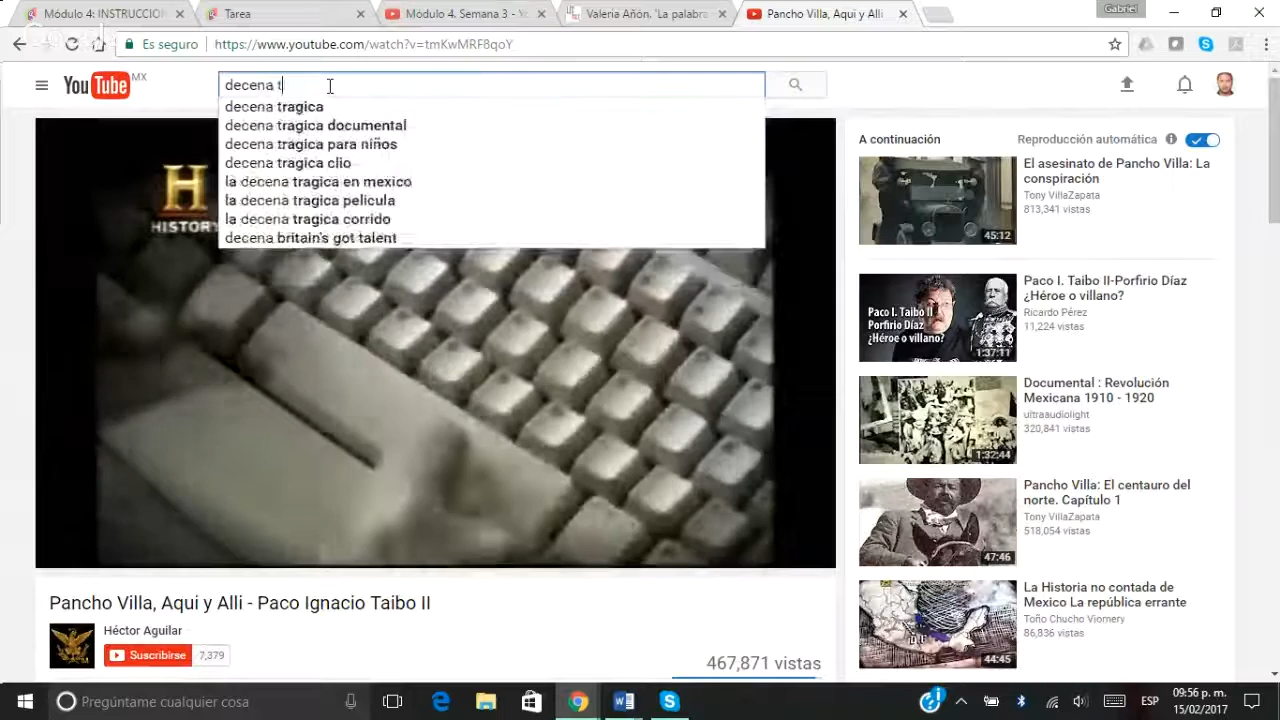 Módulo 4: INSTRUCCION
Tarea
Módulo 4. Semana 3 - Yo
Valeria Añón, 'La palabra
Pancho Villa, Aqui y Alli
Gabriel
Es seguro
https://www.youtube.com/watch?v=tmKwMRF8qoY
YouTube MX
decena t
decena tragica
decena tragica documental
decena tragica para niños
decena tragica clio
la decena tragica en mexico
la decena tragica pelicula
la decena tragica corrido
decena britain's got talent
H
HISTORY
A continuación
Reproducción automática
El asesinato de Pancho Villa: La
conspiración
Tony VillaZapata
813,341 vistas
45:12
Paco I. Taibo II-Porfirio Díaz
¿Héroe o villano?
Ricardo Pérez
11,224 vistas
Paco I. Taibo II
Porfirio Díaz
¿Héroe o villano?
1:37:11
Documental : Revolución
Mexicana 1910 - 1920
ultraaudiolight
320,841 vistas
1:32:44
Pancho Villa: El centauro del
norte. Capítulo 1
Tony VillaZapata
518,054 vistas
47:46
La Historia no contada de
Mexico La república errante
Toño Chucho Viornery
86,836 vistas
44:45
Pancho Villa, Aqui y Alli - Paco Ignacio Taibo II
Héctor Aguilar
Suscribirse 7,379
467,871 vistas
Pregúntame cualquier cosa
ESP
09:56 p. m.
15/02/2017